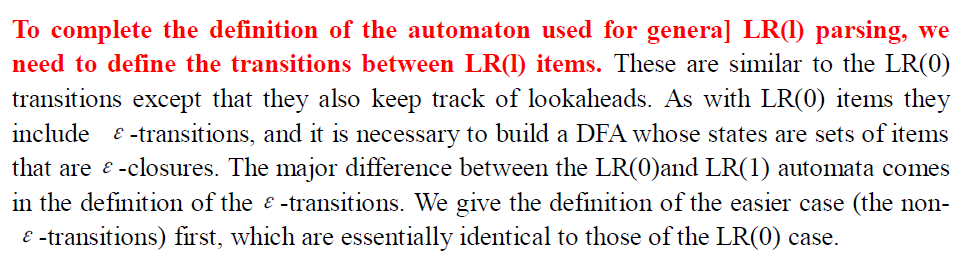 To complete the definition of the automaton used for genera] LR(l) parsing, we
need to define the transitions between LR(l) items. These are similar to the LR(0)
transitions except that they also keep track of lookaheads. As with LR(0) items they
include ε -transitions, and it is necessary to build a DFA whose states are sets of items
that are ε -closures. The major difference between the LR(0)and LR(1) automata comes
in the definition of the ε -transitions. We give the definition of the easier case (the non-
ε -transitions) first, which are essentially identical to those of the LR(0) case.